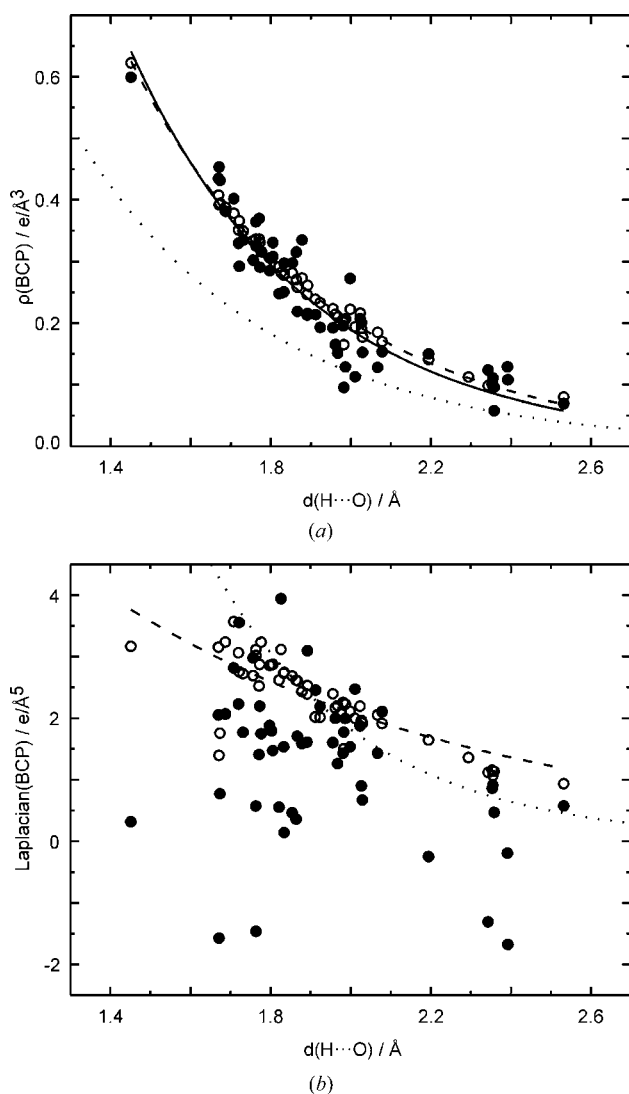 0.6
0.4
0.2
0.0
ρ(BCP) / e/Å³
1.4 1.8 2.2 2.6
d(H···O) / Å
(a)
4
2
0
-2
Laplacian(BCP) / e/Å⁵
1.4 1.8 2.2 2.6
d(H···O) / Å
(b)